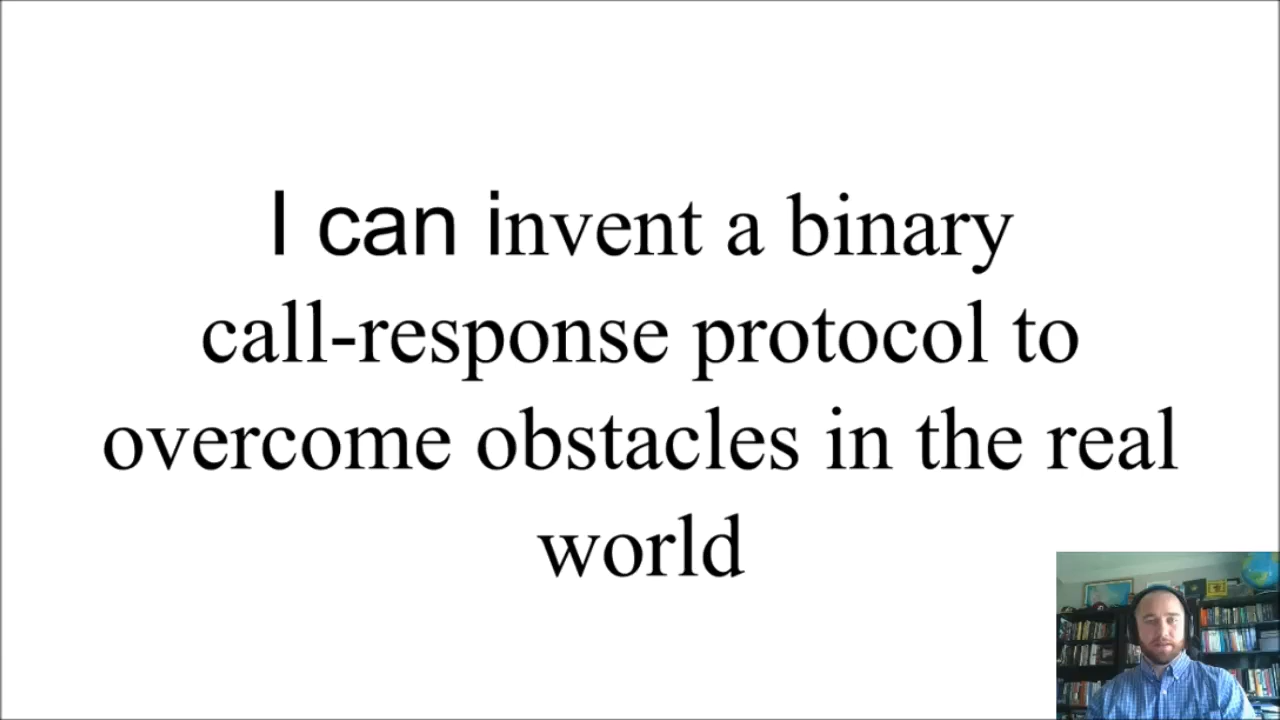 I can invent a binary
call-response protocol to
overcome obstacles in the real
world